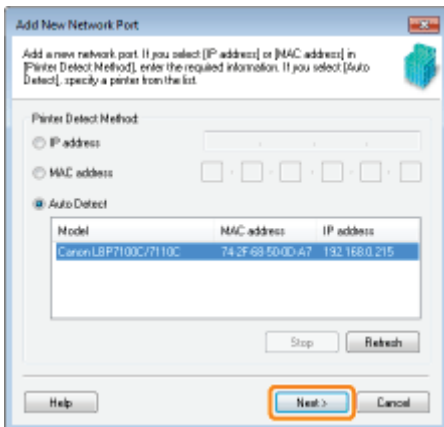 Add New Network Port
Add a new network port. If you select [IP address] or [MAC address] in
[Printer Detect Method], enter the required information. If you select [Auto
Detect], specify a printer from the list.
Printer Detect Method:
IP address
MAC address
Auto Detect
Model MAC address IP address
Canon LBP7100C/7110C 74-2F-68-50-0D-A7 192.168.0.215
Stop Refresh
Help Next > Cancel